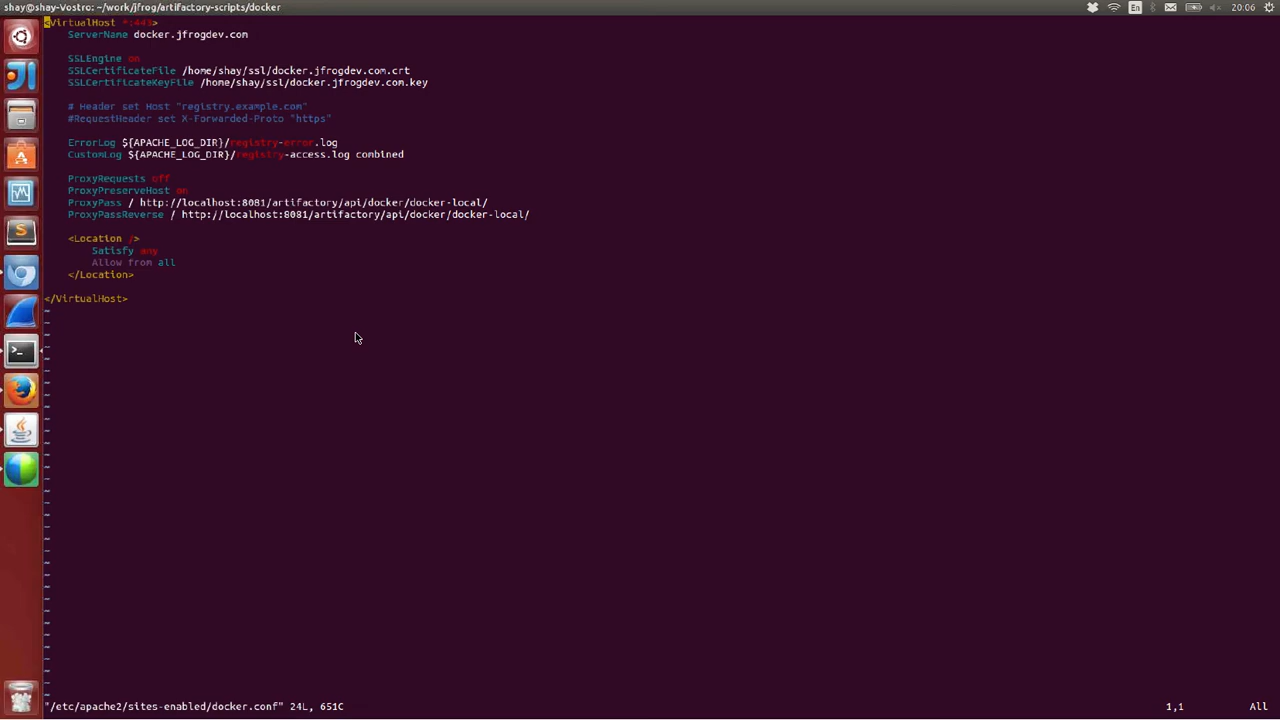 shay@shay-Vostro: ~/work/jfrog/artifactory-scripts/docker
En
20:06
<VirtualHost *:443>
ServerName docker.jfrogdev.com
SSLEngine on
SSLCertificateFile /home/shay/ssl/docker.jfrogdev.com.crt
SSLCertificateKeyFile /home/shay/ssl/docker.jfrogdev.com.key
# Header set Host "registry.example.com"
#RequestHeader set X-Forwarded-Proto "https"
ErrorLog ${APACHE_LOG_DIR}/registry-error.log
CustomLog ${APACHE_LOG_DIR}/registry-access.log combined
ProxyRequests off
ProxyPreserveHost on
ProxyPass / http://localhost:8081/artifactory/api/docker/docker-local/
ProxyPassReverse / http://localhost:8081/artifactory/api/docker/docker-local/
<Location />
Satisfy any
Allow from all
</Location>
</VirtualHost>
"/etc/apache2/sites-enabled/docker.conf" 24L, 651C
1,1
All